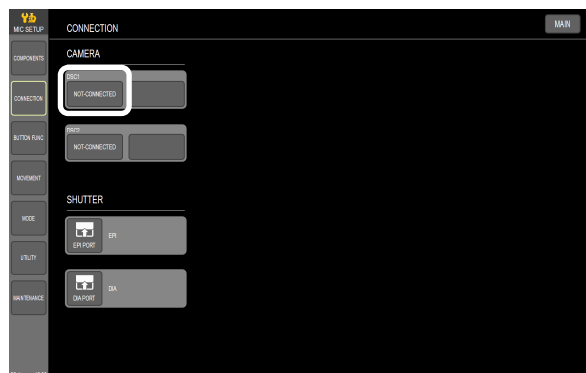 MIC SETUP
CONNECTION
MAIN
COMPONENTS
CONNECTION
BUTTON FUNC
MOVEMENT
MODE
UTILITY
MAINTENANCE
CAMERA
DSC1
NOT-CONNECTED
DSC2
NOT-CONNECTED
SHUTTER
EPI PORT
EPI
DIA PORT
DIA